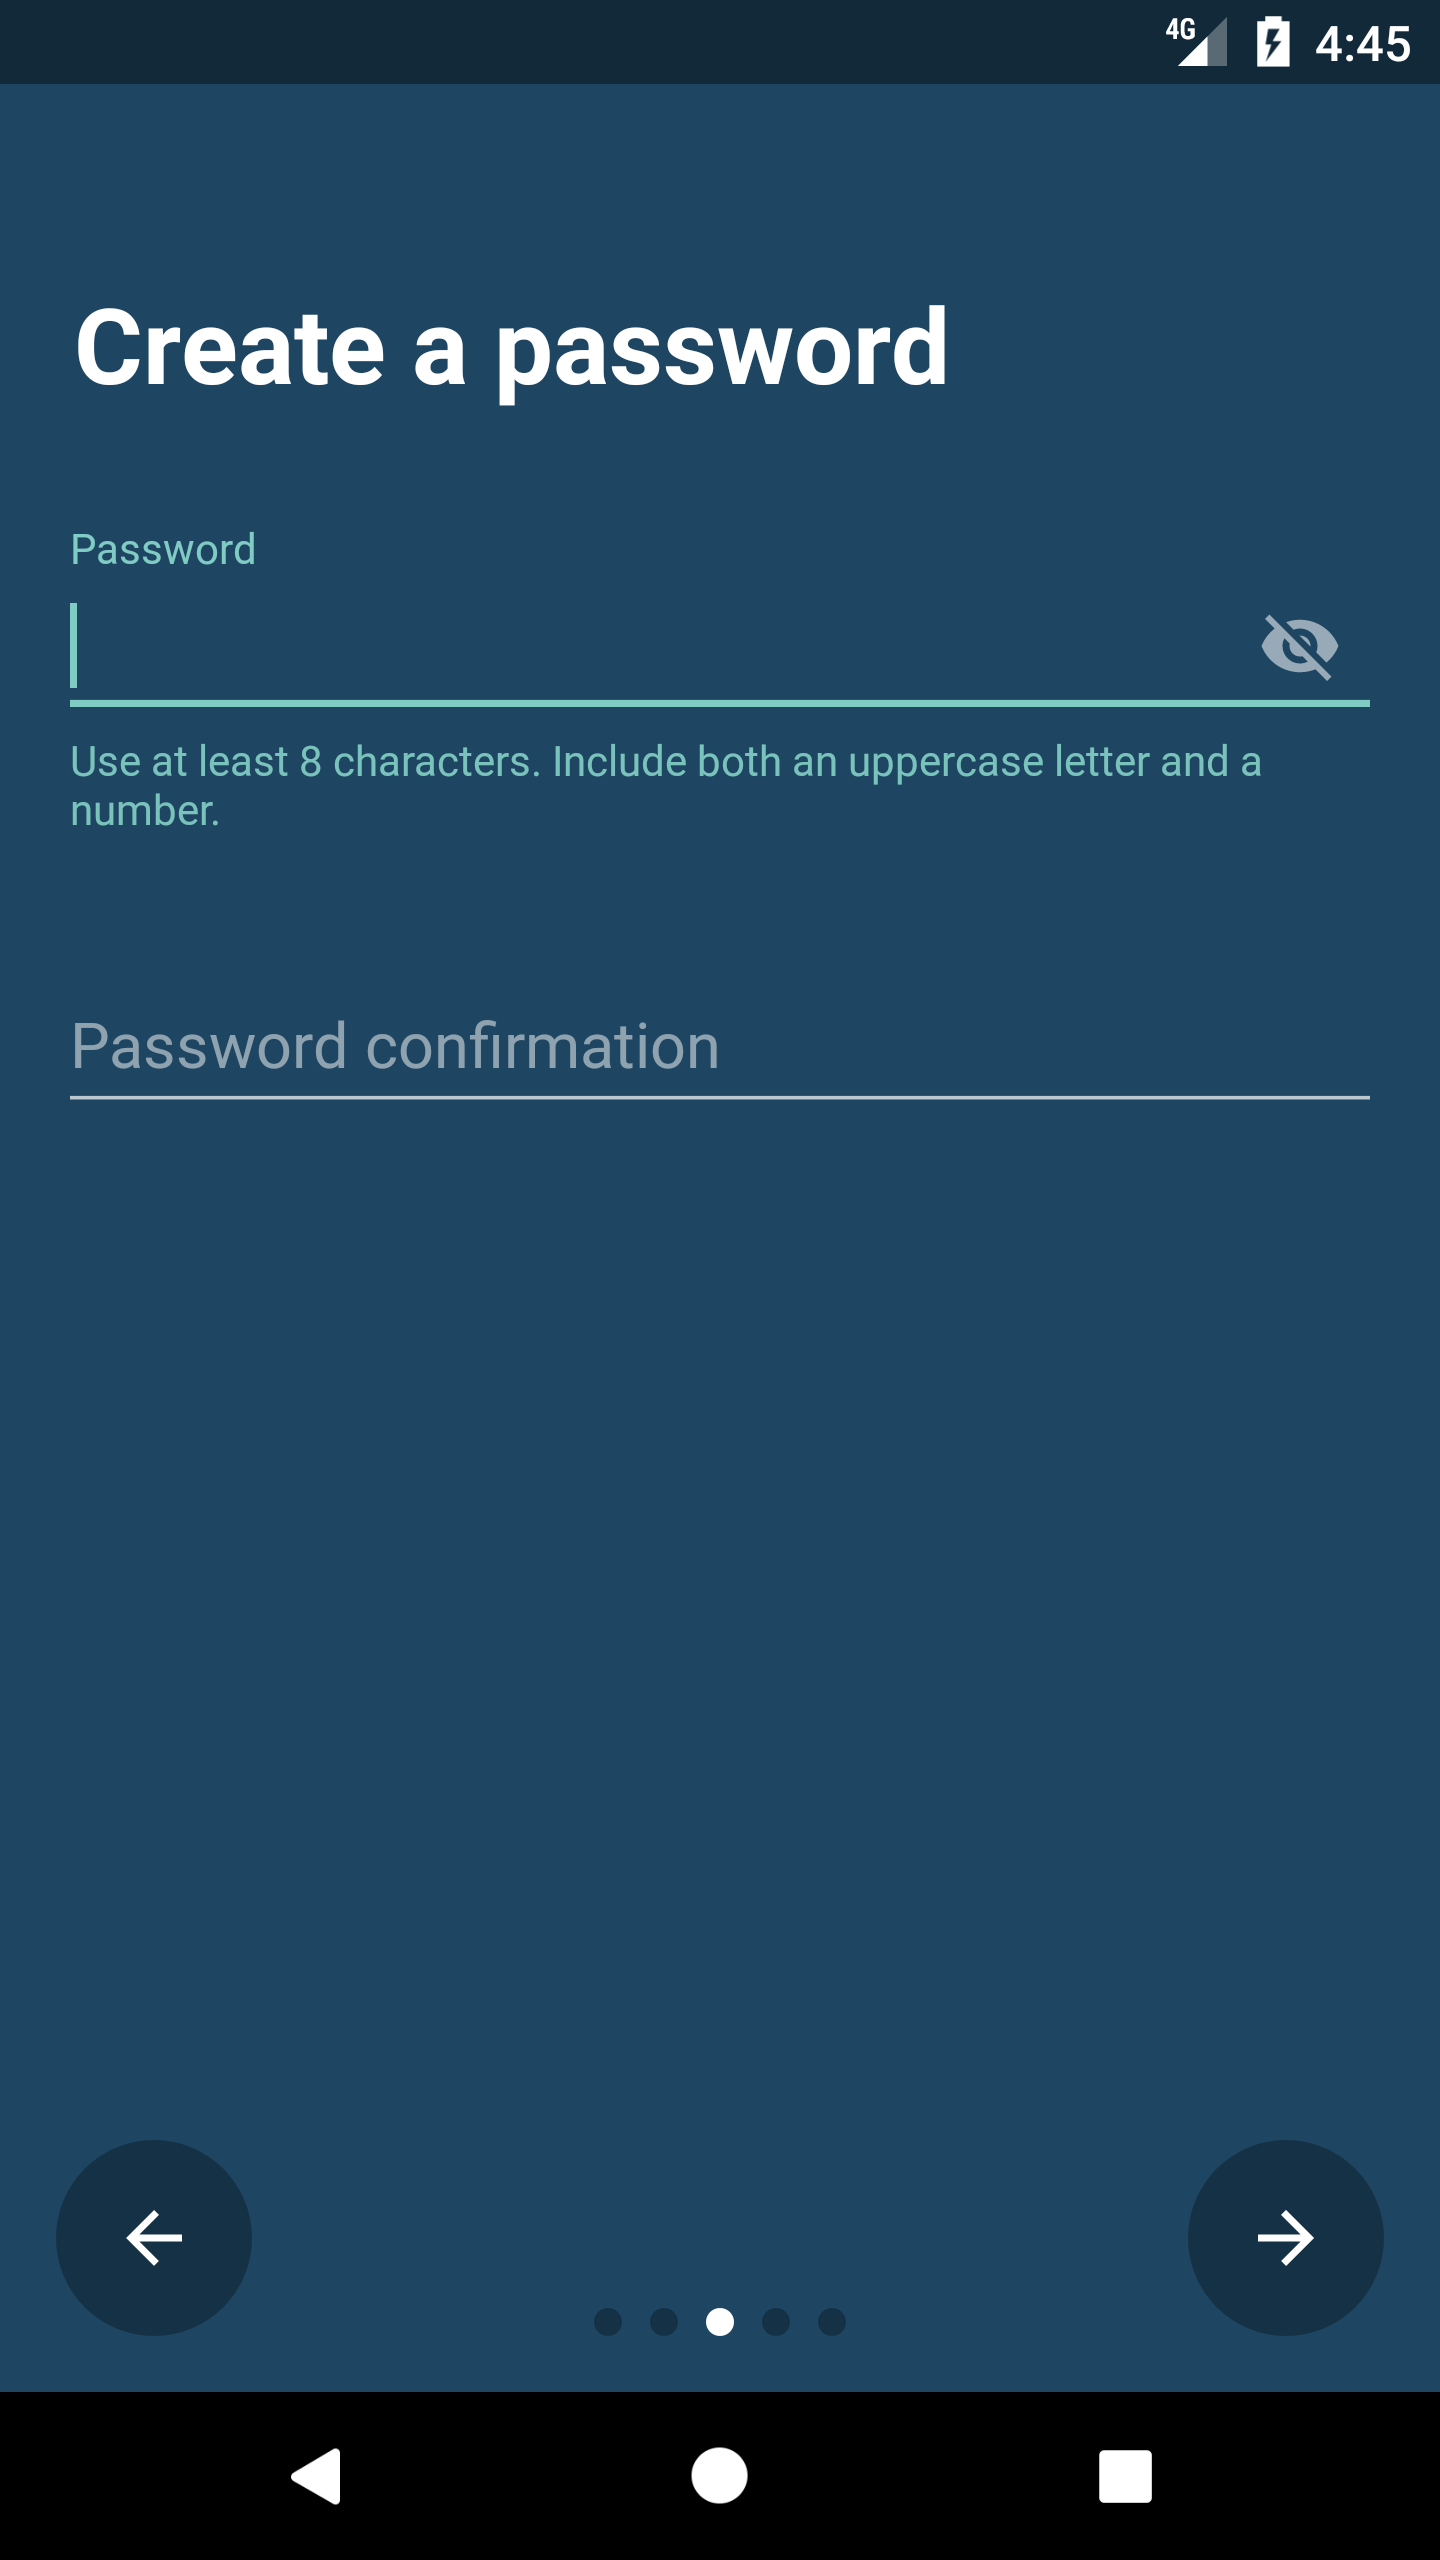 4G 4:45
Create a password
Password
Use at least 8 characters. Include both an uppercase letter and a
number.
Password confirmation